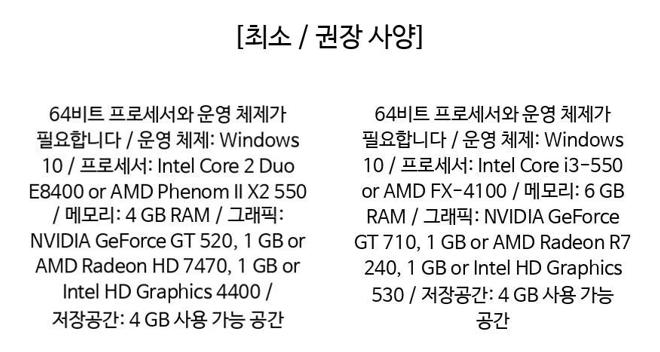 [최소 / 권장 사양]
64비트 프로세서와 운영 체제가
필요합니다 / 운영 체제: Windows
10 / 프로세서: Intel Core 2 Duo
E8400 or AMD Phenom II X2 550
/ 메모리: 4 GB RAM / 그래픽:
NVIDIA GeForce GT 520, 1 GB or
AMD Radeon HD 7470, 1 GB or
Intel HD Graphics 4400 /
저장공간: 4 GB 사용 가능 공간
64비트 프로세서와 운영 체제가
필요합니다 / 운영 체제: Windows
10 / 프로세서: Intel Core i3-550
or AMD FX-4100 / 메모리: 6 GB
RAM / 그래픽: NVIDIA GeForce
GT 710, 1 GB or AMD Radeon R7
240, 1 GB or Intel HD Graphics
530 / 저장공간: 4 GB 사용 가능
공간